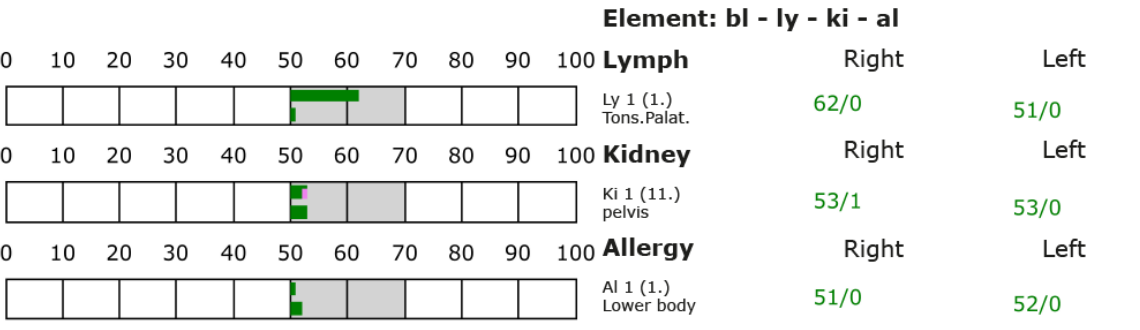 Element: bl - ly - ki - al
0 10 20 30 40 50 60 70 80 90 100 Lymph Right Left
Ly 1 (1.) 62/0 51/0
Tons.Palat.
0 10 20 30 40 50 60 70 80 90 100 Kidney Right Left
Ki 1 (11.) 53/1 53/0
pelvis
0 10 20 30 40 50 60 70 80 90 100 Allergy Right Left
Al 1 (1.) 51/0 52/0
Lower body